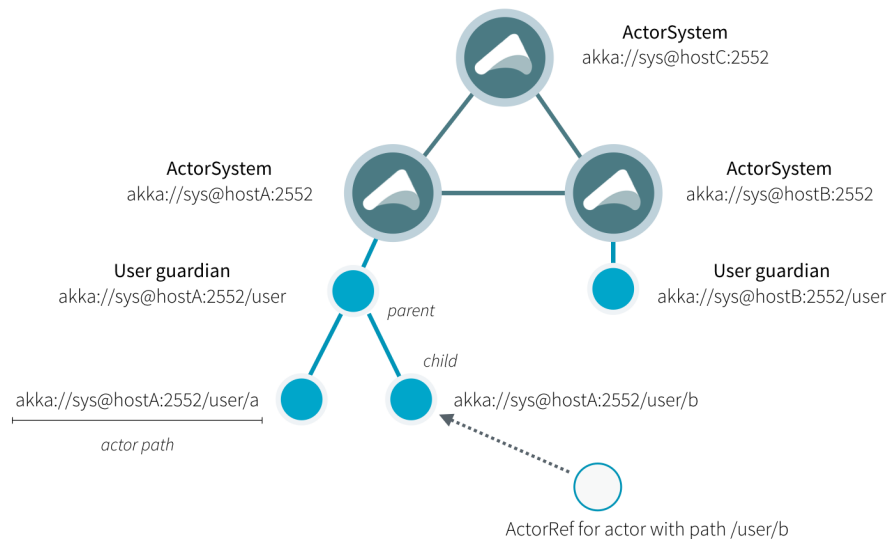 ActorSystem
akka://sys@hostC:2552
ActorSystem
akka://sys@hostA:2552
ActorSystem
akka://sys@hostB:2552
User guardian
akka://sys@hostA:2552/user
User guardian
akka://sys@hostB:2552/user
parent
child
akka://sys@hostA:2552/user/a
akka://sys@hostA:2552/user/b
actor path
ActorRef for actor with path /user/b